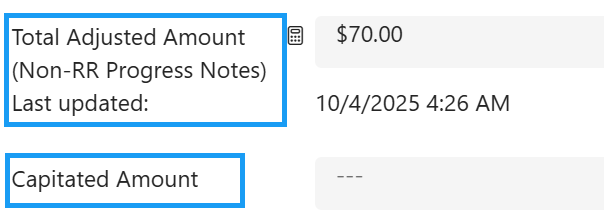 Total Adjusted Amount $70.00
(Non-RR Progress Notes)
Last updated: 10/4/2025 4:26 AM
Capitated Amount ---